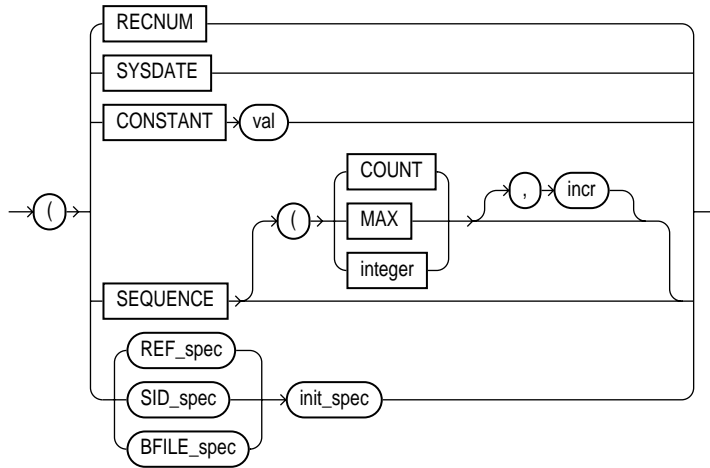 RECNUM
SYSDATE
CONSTANT val
COUNT
( ( MAX , incr
integer
SEQUENCE
REF_spec
SID_spec init_spec
BFILE_spec